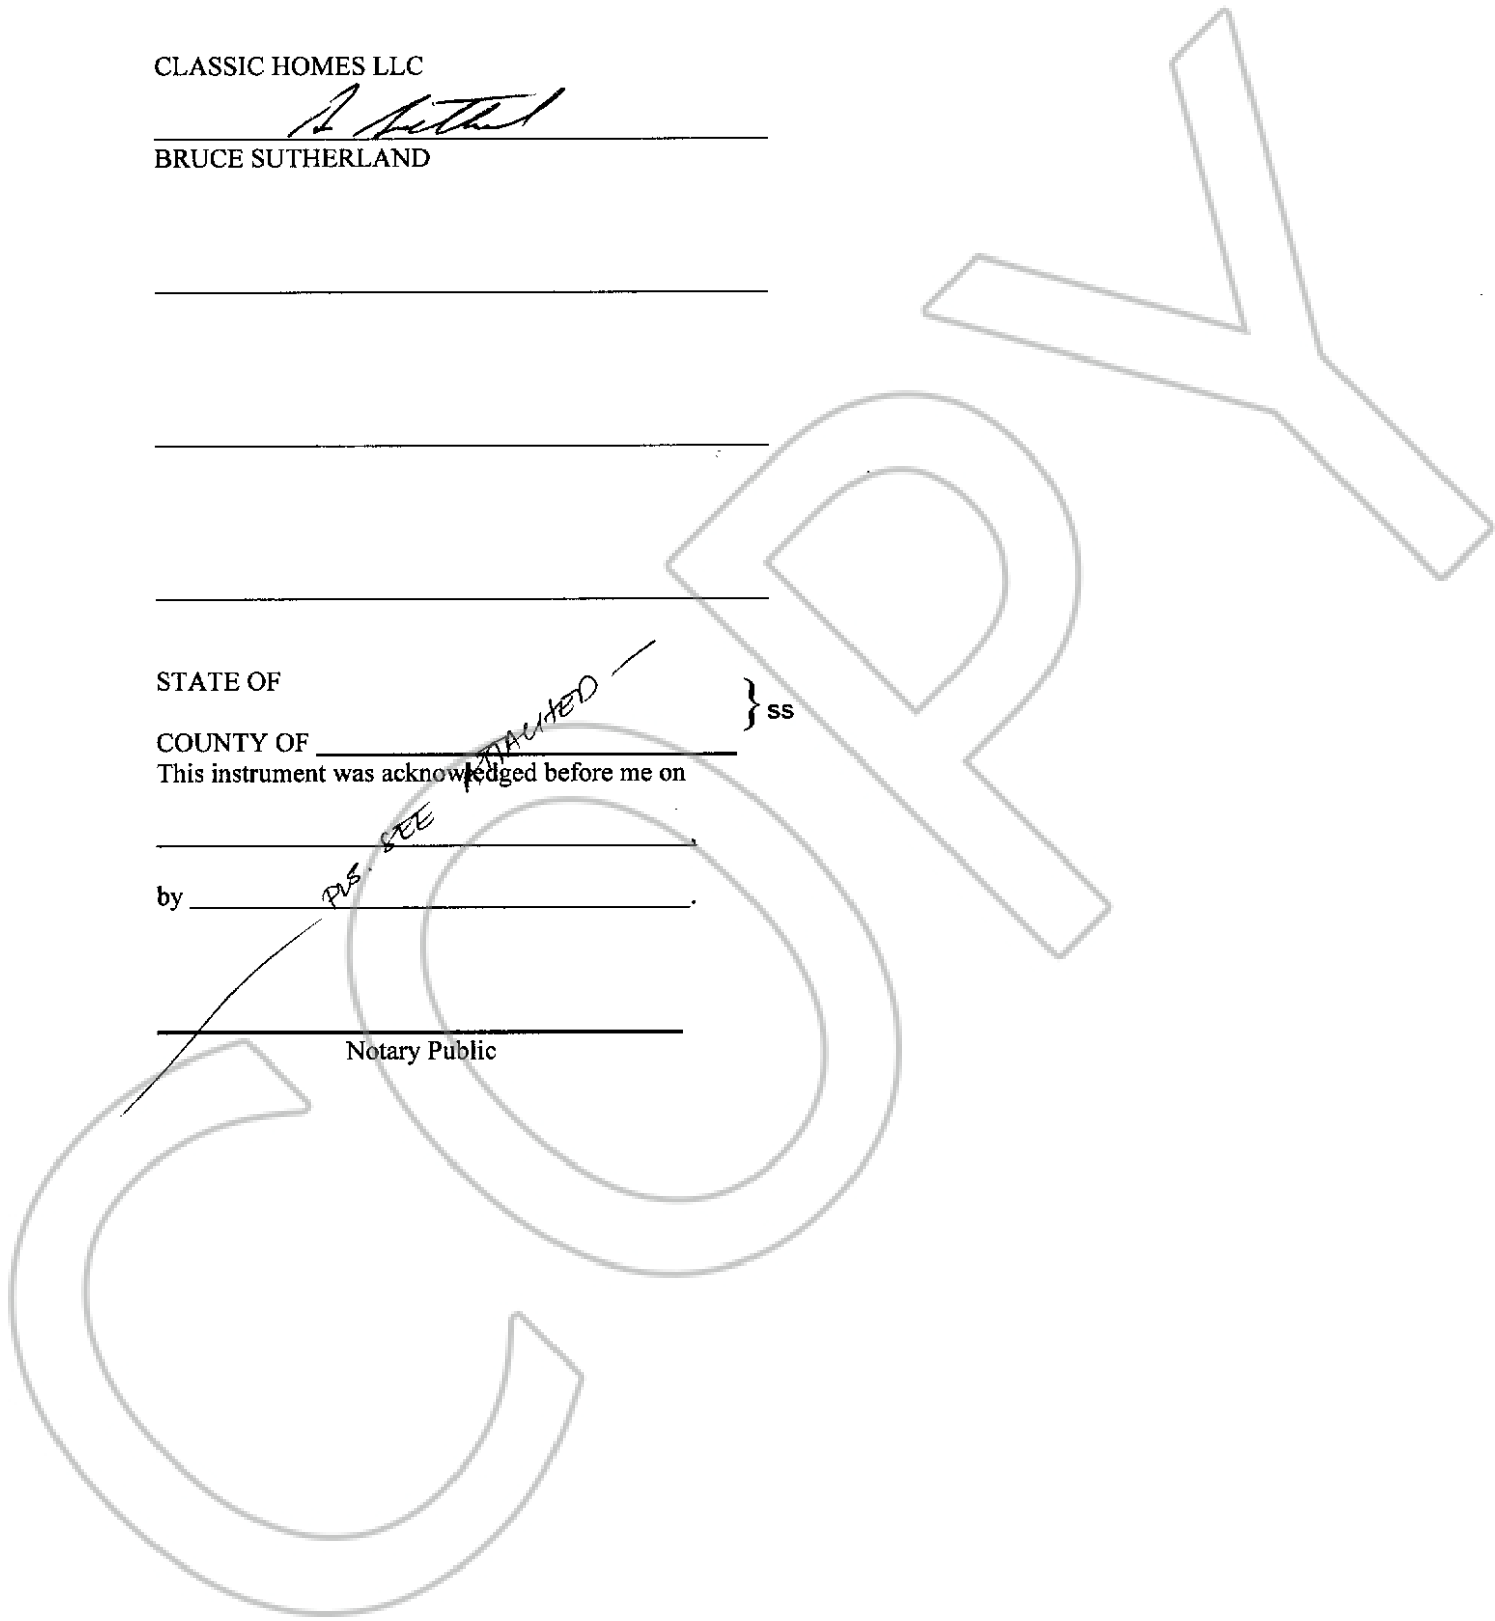 CLASSIC HOMES LLC
BRUCE SUTHERLAND
STATE OF
} ss
COUNTY OF
This instrument was acknowledged before me on
,
by .
PLS. SEE ATTACHED
Notary Public
COPY